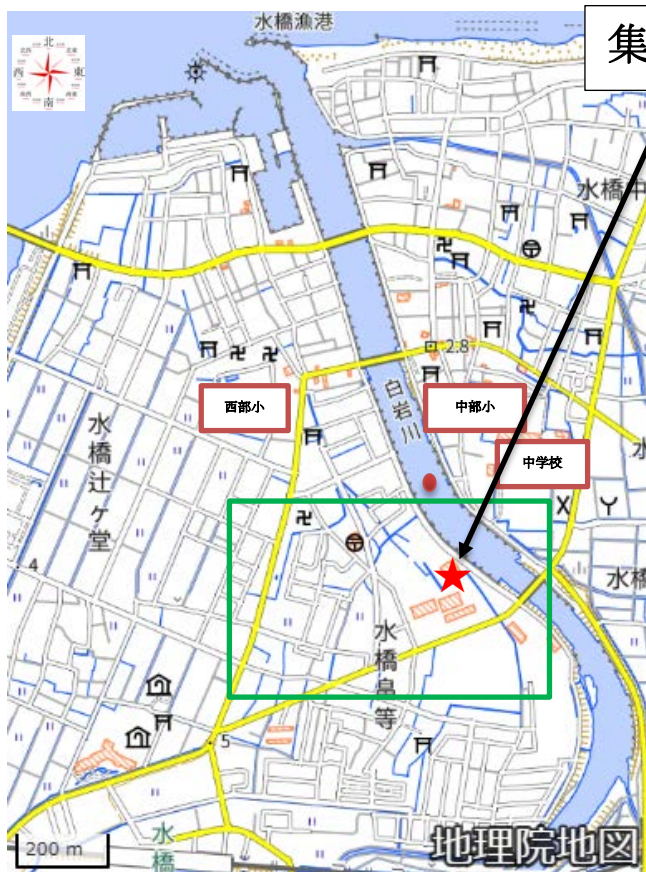 水橋漁港
集
北
西
東
南
水橋中
2.8
西部小
中部小
白岩川
中学校
水橋辻ケ堂
水
4
水橋
水橋畠等
5
水橋
200 m
地理院地図